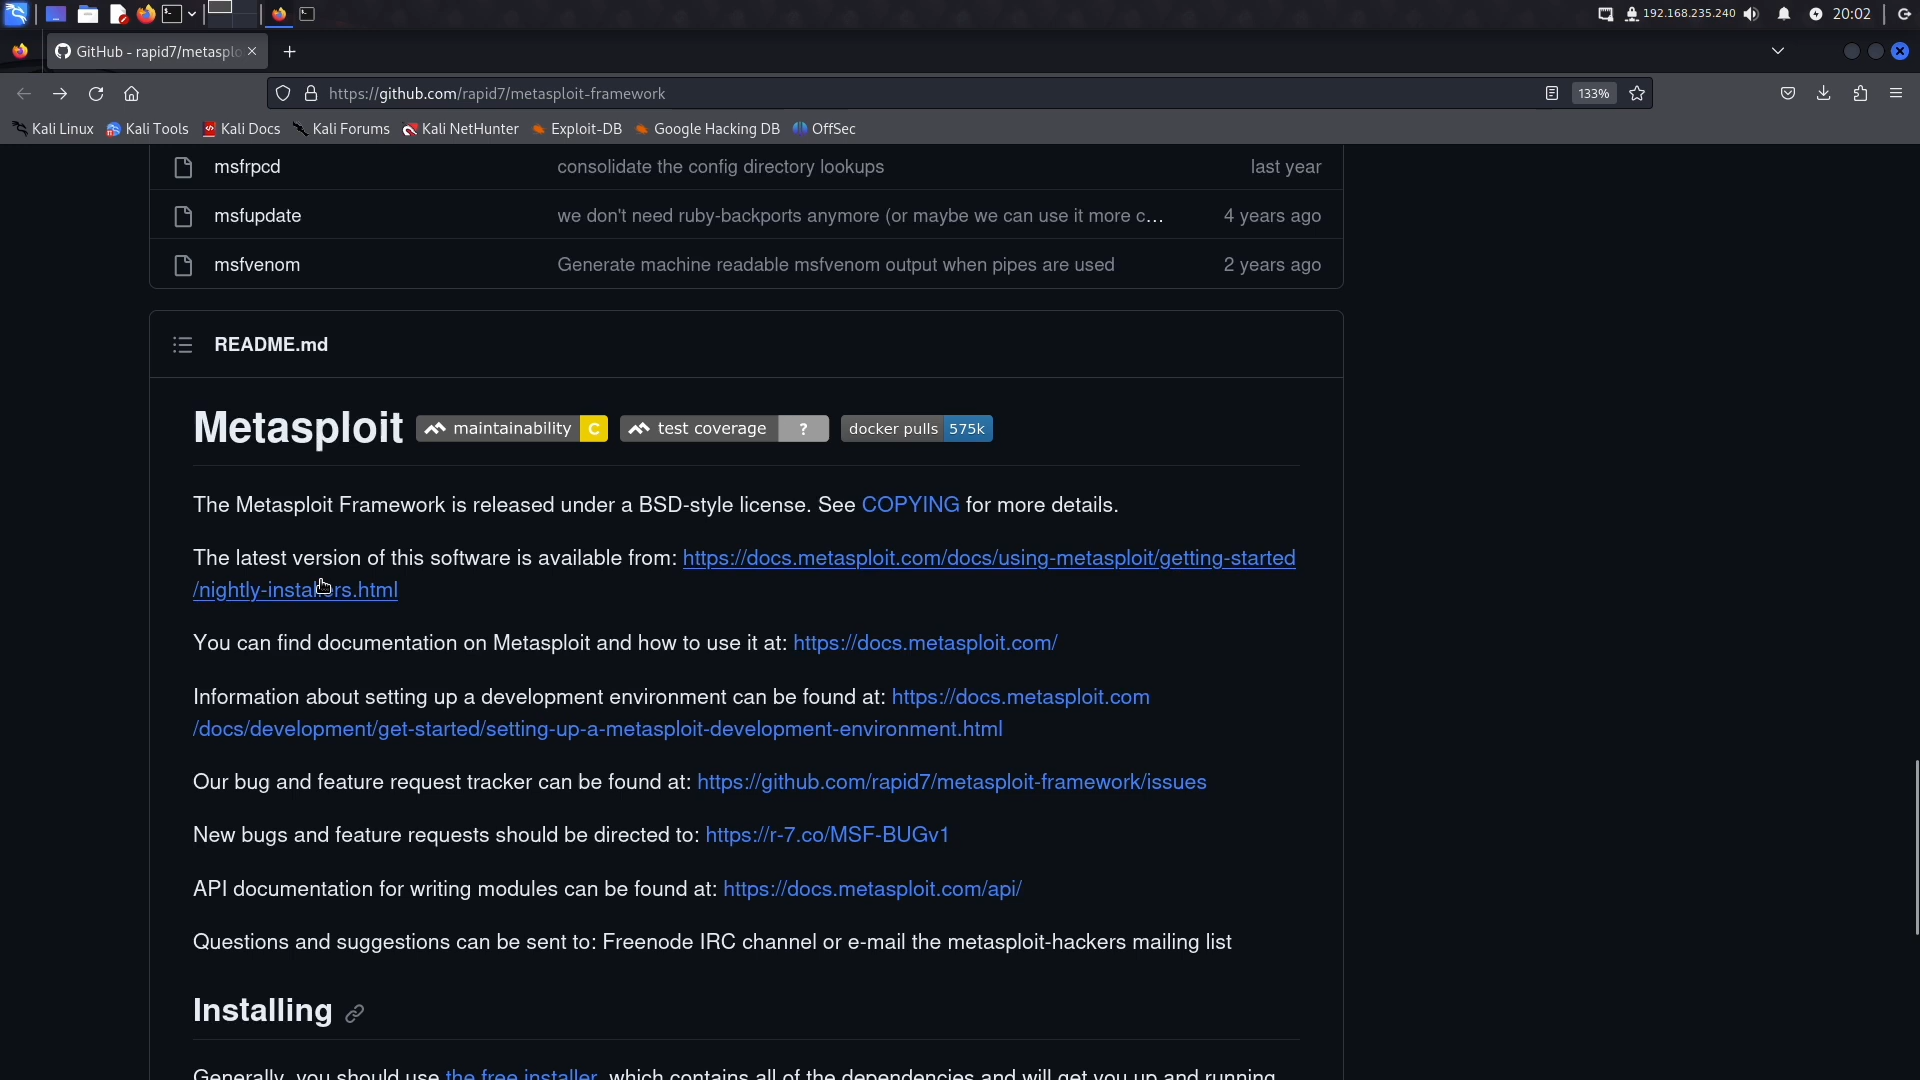 192.168.235.240 20:02
GitHub - rapid7/metasplo
https://github.com/rapid7/metasploit-framework 133%
Kali Linux Kali Tools Kali Docs Kali Forums Kali NetHunter Exploit-DB Google Hacking DB OffSec
msfrpcd consolidate the config directory lookups last year
msfupdate we don't need ruby-backports anymore (or maybe we can use it more c... 4 years ago
msfvenom Generate machine readable msfvenom output when pipes are used 2 years ago
README.md
Metasploit maintainability C test coverage ? docker pulls 575k
The Metasploit Framework is released under a BSD-style license. See COPYING for more details.
The latest version of this software is available from: https://docs.metasploit.com/docs/using-metasploit/getting-started
/nightly-installers.html
You can find documentation on Metasploit and how to use it at: https://docs.metasploit.com/
Information about setting up a development environment can be found at: https://docs.metasploit.com
/docs/development/get-started/setting-up-a-metasploit-development-environment.html
Our bug and feature request tracker can be found at: https://github.com/rapid7/metasploit-framework/issues
New bugs and feature requests should be directed to: https://r-7.co/MSF-BUGv1
API documentation for writing modules can be found at: https://docs.metasploit.com/api/
Questions and suggestions can be sent to: Freenode IRC channel or e-mail the metasploit-hackers mailing list
Installing
Generally, you should use the free installer, which contains all of the dependencies and will get you up and running